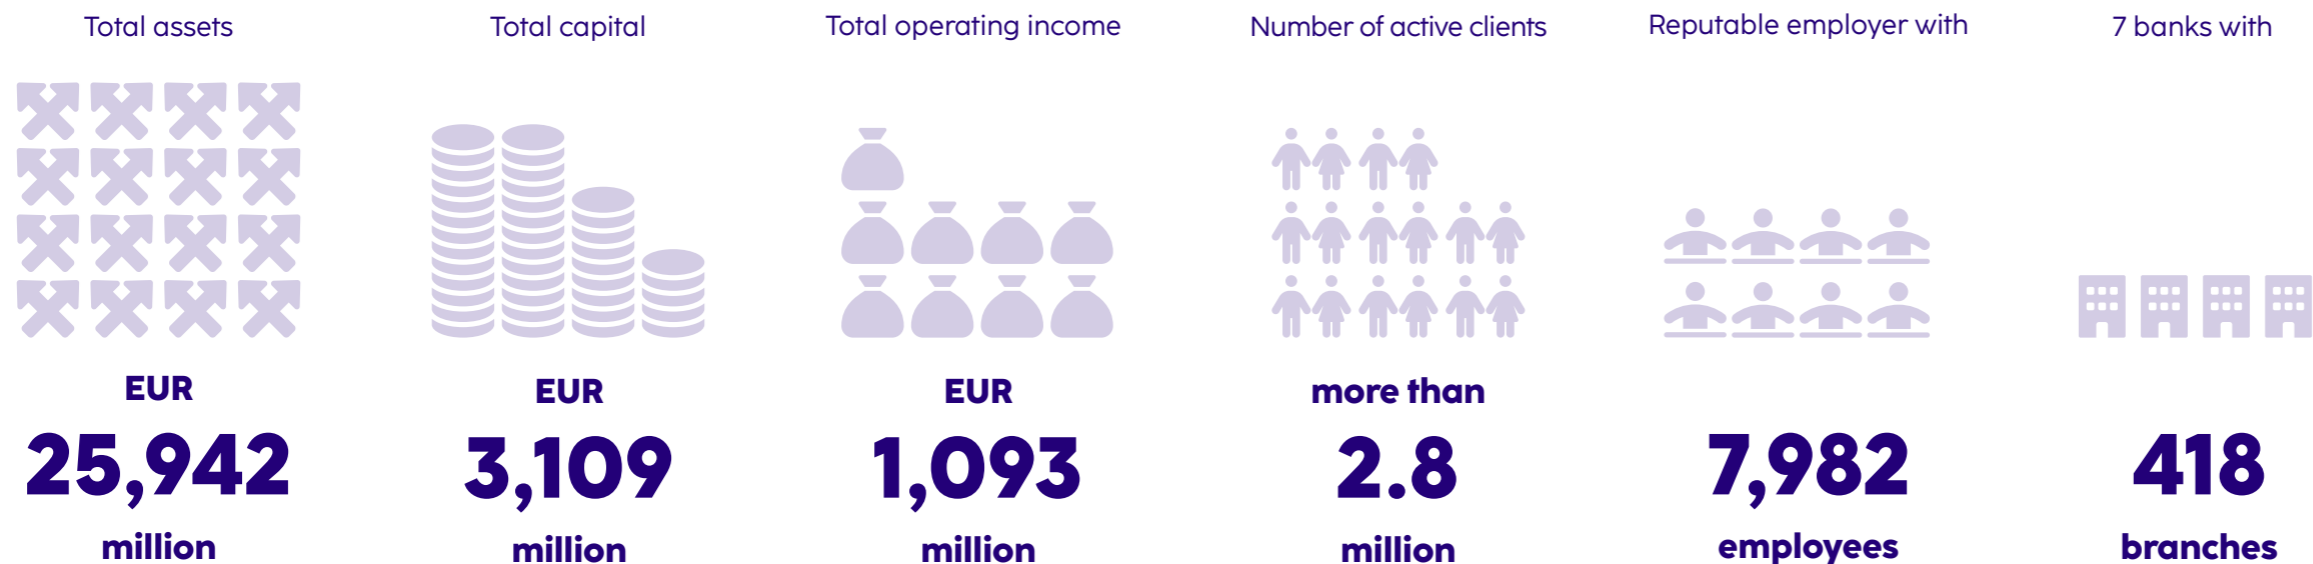 Total assets
EUR
25,942
million
Total capital
EUR
3,109
million
Total operating income
EUR
1,093
million
Number of active clients
more than
2.8
million
Reputable employer with
7,982
employees
7 banks with
418
branches